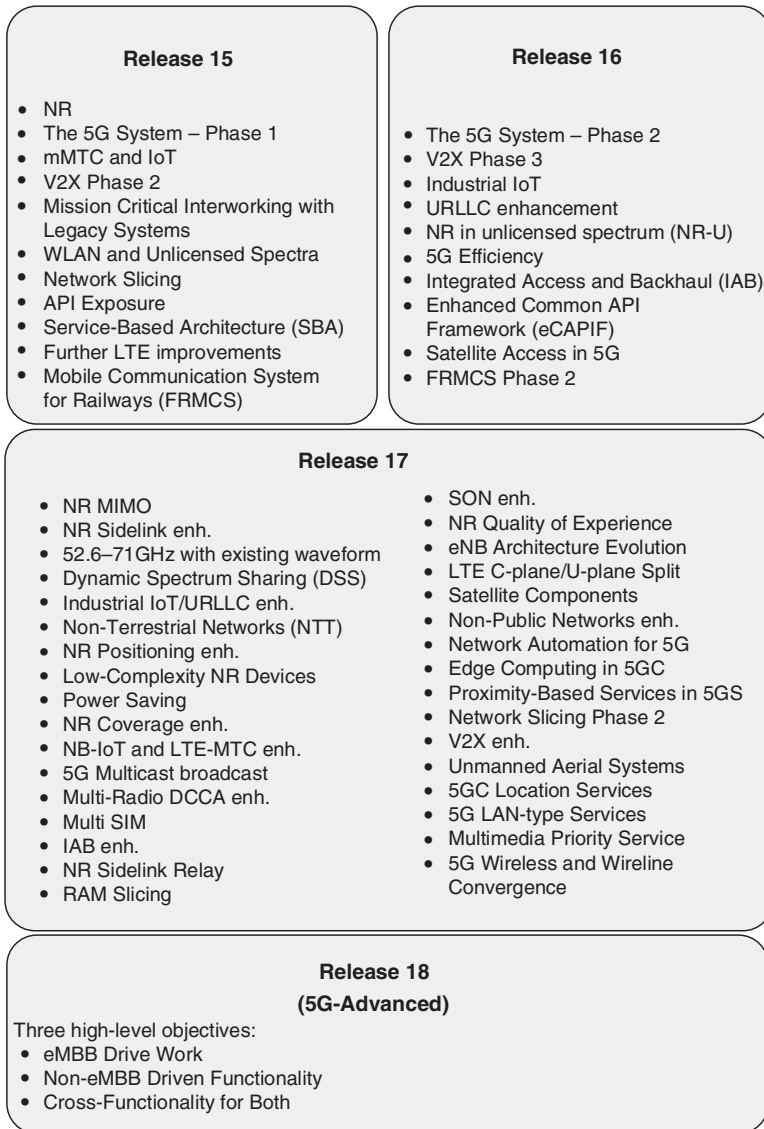 Release 15
• NR
• The 5G System – Phase 1
• mMTC and IoT
• V2X Phase 2
• Mission Critical Interworking with
Legacy Systems
• WLAN and Unlicensed Spectra
• Network Slicing
• API Exposure
• Service-Based Architecture (SBA)
• Further LTE improvements
• Mobile Communication System
for Railways (FRMCS)
Release 16
• The 5G System – Phase 2
• V2X Phase 3
• Industrial IoT
• URLLC enhancement
• NR in unlicensed spectrum (NR-U)
• 5G Efficiency
• Integrated Access and Backhaul (IAB)
• Enhanced Common API
Framework (eCAPIF)
• Satellite Access in 5G
• FRMCS Phase 2
Release 17
• NR MIMO
• NR Sidelink enh.
• 52.6–71GHz with existing waveform
• Dynamic Spectrum Sharing (DSS)
• Industrial IoT/URLLC enh.
• Non-Terrestrial Networks (NTT)
• NR Positioning enh.
• Low-Complexity NR Devices
• Power Saving
• NR Coverage enh.
• NB-IoT and LTE-MTC enh.
• 5G Multicast broadcast
• Multi-Radio DCCA enh.
• Multi SIM
• IAB enh.
• NR Sidelink Relay
• RAM Slicing
• SON enh.
• NR Quality of Experience
• eNB Architecture Evolution
• LTE C-plane/U-plane Split
• Satellite Components
• Non-Public Networks enh.
• Network Automation for 5G
• Edge Computing in 5GC
• Proximity-Based Services in 5GS
• Network Slicing Phase 2
• V2X enh.
• Unmanned Aerial Systems
• 5GC Location Services
• 5G LAN-type Services
• Multimedia Priority Service
• 5G Wireless and Wireline
Convergence
Release 18
(5G-Advanced)
Three high-level objectives:
• eMBB Drive Work
• Non-eMBB Driven Functionality
• Cross-Functionality for Both